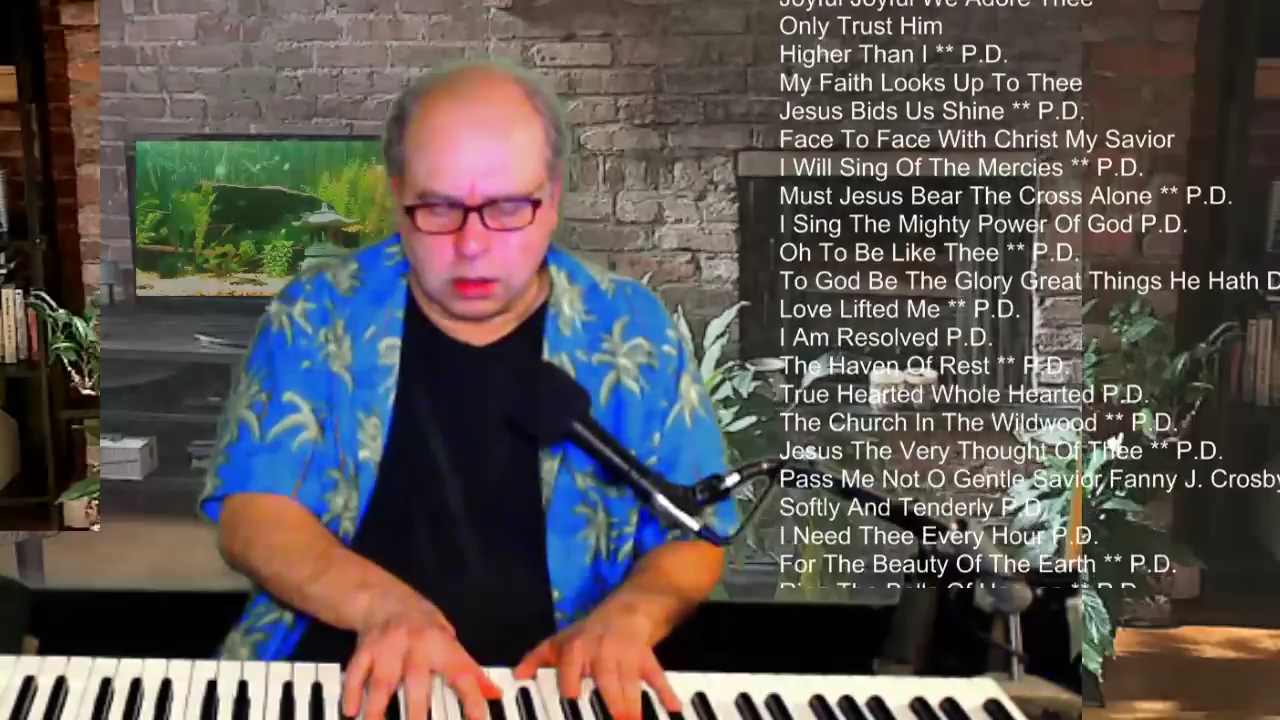 Joyful Joyful We Adore Thee
Only Trust Him
Higher Than I ** P.D.
My Faith Looks Up To Thee
Jesus Bids Us Shine ** P.D.
Face To Face With Christ My Savior
I Will Sing Of The Mercies ** P.D.
Must Jesus Bear The Cross Alone ** P.D.
I Sing The Mighty Power Of God P.D.
Oh To Be Like Thee ** P.D.
To God Be The Glory Great Things He Hath D
Love Lifted Me ** P.D.
I Am Resolved P.D.
The Haven Of Rest ** P.D.
True Hearted Whole Hearted P.D.
The Church In The Wildwood ** P.D.
Jesus The Very Thought Of Thee ** P.D.
Pass Me Not O Gentle Savior Fanny J. Crosby
Softly And Tenderly P.D.
I Need Thee Every Hour P.D.
For The Beauty Of The Earth ** P.D.